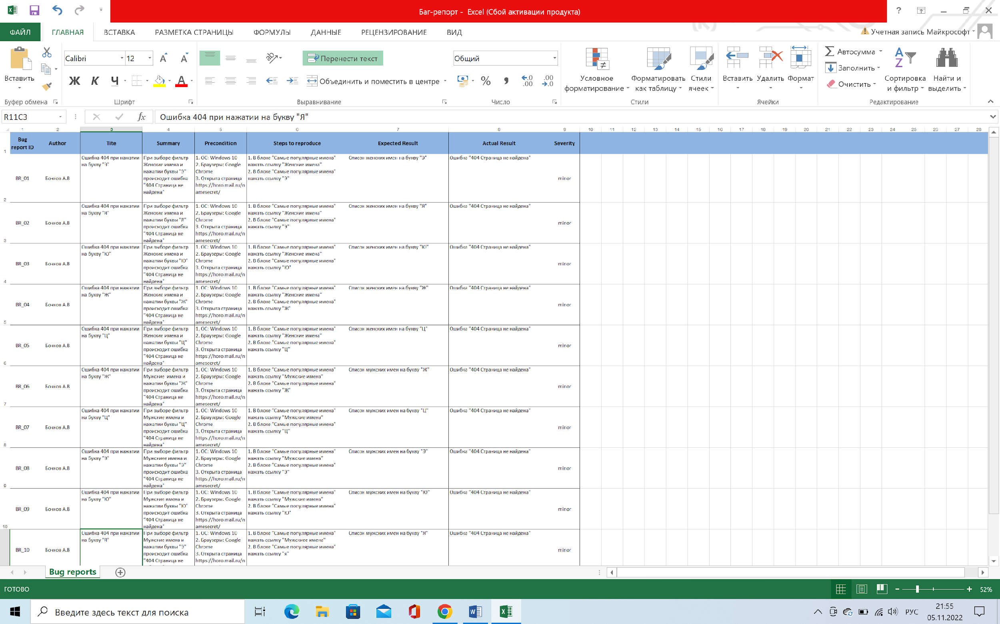 Баг-репорт - Excel (Сбой активации продукта)
ФАЙЛ ГЛАВНАЯ ВСТАВКА РАЗМЕТКА СТРАНИЦЫ ФОРМУЛЫ ДАННЫЕ РЕЦЕНЗИРОВАНИЕ ВИД Учетная запись Майкрософт
Вставить
Буфер обмена
Calibri 12
Ж К Ч А
Шрифт
Перенести текст
Объединить и поместить в центре
Выравнивание
Общий
Число
Условное форматирование
Форматировать как таблицу
Стили ячеек
Стили
Вставить Удалить Формат
Ячейки
Автосумма
Заполнить
Очистить
Сортировка и фильтр
Найти и выделить
Редактирование
R11C3 fx Ошибка 404 при нажатии на букву "Я"
1 2 3 4 5 6 7 8 9 10 11 12 13 14 15 16 17 18 19 20 21 22 23 24 25 26 27 28
1 Bug report ID Author Tite Summary Precondition Steps to reproduce Expected Result Actual Result Severity
2 BR_01 Бочков А.В Ошибка 404 при нажатии на букву "Э" При выборе фильтр Женские имена и нажатии буквы "Э" происходит ошибка "404 Страница не найдена" 1. ОС: Windows 10 2. Браузеры: Google Chrome 3. Открыта страница https://horo.mail.ru/namesecret/ 1. В блоке "Самые популярные имена" нажать ссылку "Женские имена" 2. В блоке "Самые популярные имена" нажать ссылку "Э" Список женских имен на букву "Э" Ошибка "404 Страница не найдена" minor
3 BR_02 Бочков А.В Ошибка 404 при нажатии на букву "Я" При выборе фильтр Женские имена и нажатии буквы "Я" происходит ошибка "404 Страница не найдена" 1. ОС: Windows 10 2. Браузеры: Google Chrome 3. Открыта страница https://horo.mail.ru/namesecret/ 1. В блоке "Самые популярные имена" нажать ссылку "Женские имена" 2. В блоке "Самые популярные имена" нажать ссылку "Э" Список женских имен на букву "Я" Ошибка "404 Страница не найдена" minor
4 BR_03 Бочков А.В Ошибка 404 при нажатии на букву "Ю" При выборе фильтр Женские имена и нажатии буквы "Ю" происходит ошибка "404 Страница не найдена" 1. ОС: Windows 10 2. Браузеры: Google Chrome 3. Открыта страница https://horo.mail.ru/namesecret/ 1. В блоке "Самые популярные имена" нажать ссылку "Женские имена" 2. В блоке "Самые популярные имена" нажать ссылку "Ю" Список женских имен на букву "Ю" Ошибка "404 Страница не найдена" minor
5 BR_04 Бочков А.В Ошибка 404 при нажатии на букву "Ж" При выборе фильтр Женские имена и нажатии буквы "Ж" происходит ошибка "404 Страница не найдена" 1. ОС: Windows 10 2. Браузеры: Google Chrome 3. Открыта страница https://horo.mail.ru/namesecret/ 1. В блоке "Самые популярные имена" нажать ссылку "Женские имена" 2. В блоке "Самые популярные имена" нажать ссылку "Ж" Список женских имен на букву "Ж" Ошибка "404 Страница не найдена" minor
6 BR_05 Бочков А.В Ошибка 404 при нажатии на букву "Ц" При выборе фильтр Женские имена и нажатии буквы "Ц" происходит ошибка "404 Страница не найдена" 1. ОС: Windows 10 2. Браузеры: Google Chrome 3. Открыта страница https://horo.mail.ru/namesecret/ 1. В блоке "Самые популярные имена" нажать ссылку "Женские имена" 2. В блоке "Самые популярные имена" нажать ссылку "Ц" Список женских имен на букву "Ц" Ошибка "404 Страница не найдена" minor
7 BR_06 Бочков А.В Ошибка 404 при нажатии на букву "Ж" При выборе фильтр Мужские имена и нажатии буквы "Ж" происходит ошибка "404 Страница не найдена" 1. ОС: Windows 10 2. Браузеры: Google Chrome 3. Открыта страница https://horo.mail.ru/namesecret/ 1. В блоке "Самые популярные имена" нажать ссылку "Мужские имена" 2. В блоке "Самые популярные имена" нажать ссылку "Ж" Список мужских имен на букву "Ж" Ошибка "404 Страница не найдена" minor
8 BR_07 Бочков А.В Ошибка 404 при нажатии на букву "Ц" При выборе фильтр Мужские имена и нажатии буквы "Ц" происходит ошибка "404 Страница не найдена" 1. ОС: Windows 10 2. Браузеры: Google Chrome 3. Открыта страница https://horo.mail.ru/namesecret/ 1. В блоке "Самые популярные имена" нажать ссылку "Мужские имена" 2. В блоке "Самые популярные имена" нажать ссылку "Ц" Список мужских имен на букву "Ц" Ошибка "404 Страница не найдена" minor
9 BR_08 Бочков А.В Ошибка 404 при нажатии на букву "Э" При выборе фильтр Мужскиее имена и нажатии буквы "Э" происходит ошибка "404 Страница не найдена" 1. ОС: Windows 10 2. Браузеры: Google Chrome 3. Открыта страница https://horo.mail.ru/namesecret/ 1. В блоке "Самые популярные имена" нажать ссылку "Мужские имена" 2. В блоке "Самые популярные имена" нажать ссылку "Э" Список мужских имен на букву "Э" Ошибка "404 Страница не найдена" minor
10 BR_09 Бочков А.В Ошибка 404 при нажатии на букву "Ю" При выборе фильтр Мужские имена и нажатии буквы "Ю" происходит ошибка "404 Страница не найдена" 1. ОС: Windows 10 2. Браузеры: Google Chrome 3. Открыта страница https://horo.mail.ru/namesecret/ 1. В блоке "Самые популярные имена" нажать ссылку "Мужские имена" 2. В блоке "Самые популярные имена" нажать ссылку "Ю" Список мужских имен на букву "Ю" Ошибка "404 Страница не найдена" minor
BR_10 Бочков А.В Ошибка 404 при нажатии на букву "Я" При выборе фильтр Мужские имена и нажатии буквы "Э" происходит ошибка "404 Страница не 1. ОС: Windows 10 2. Браузеры: Google Chrome 3. Открыта страница https://horo.mail.ru/n 1. В блоке "Самые популярные имена" нажать ссылку "Мужскиее имена" 2. В блоке "Самые популярные имена" нажать ссылку "я" Список мужских имен на букву "Я" Ошибка "404 Страница не найдена" minor
Bug reports
ГОТОВО 52%
Введите здесь текст для поиска РУС 21:55
05.11.2022